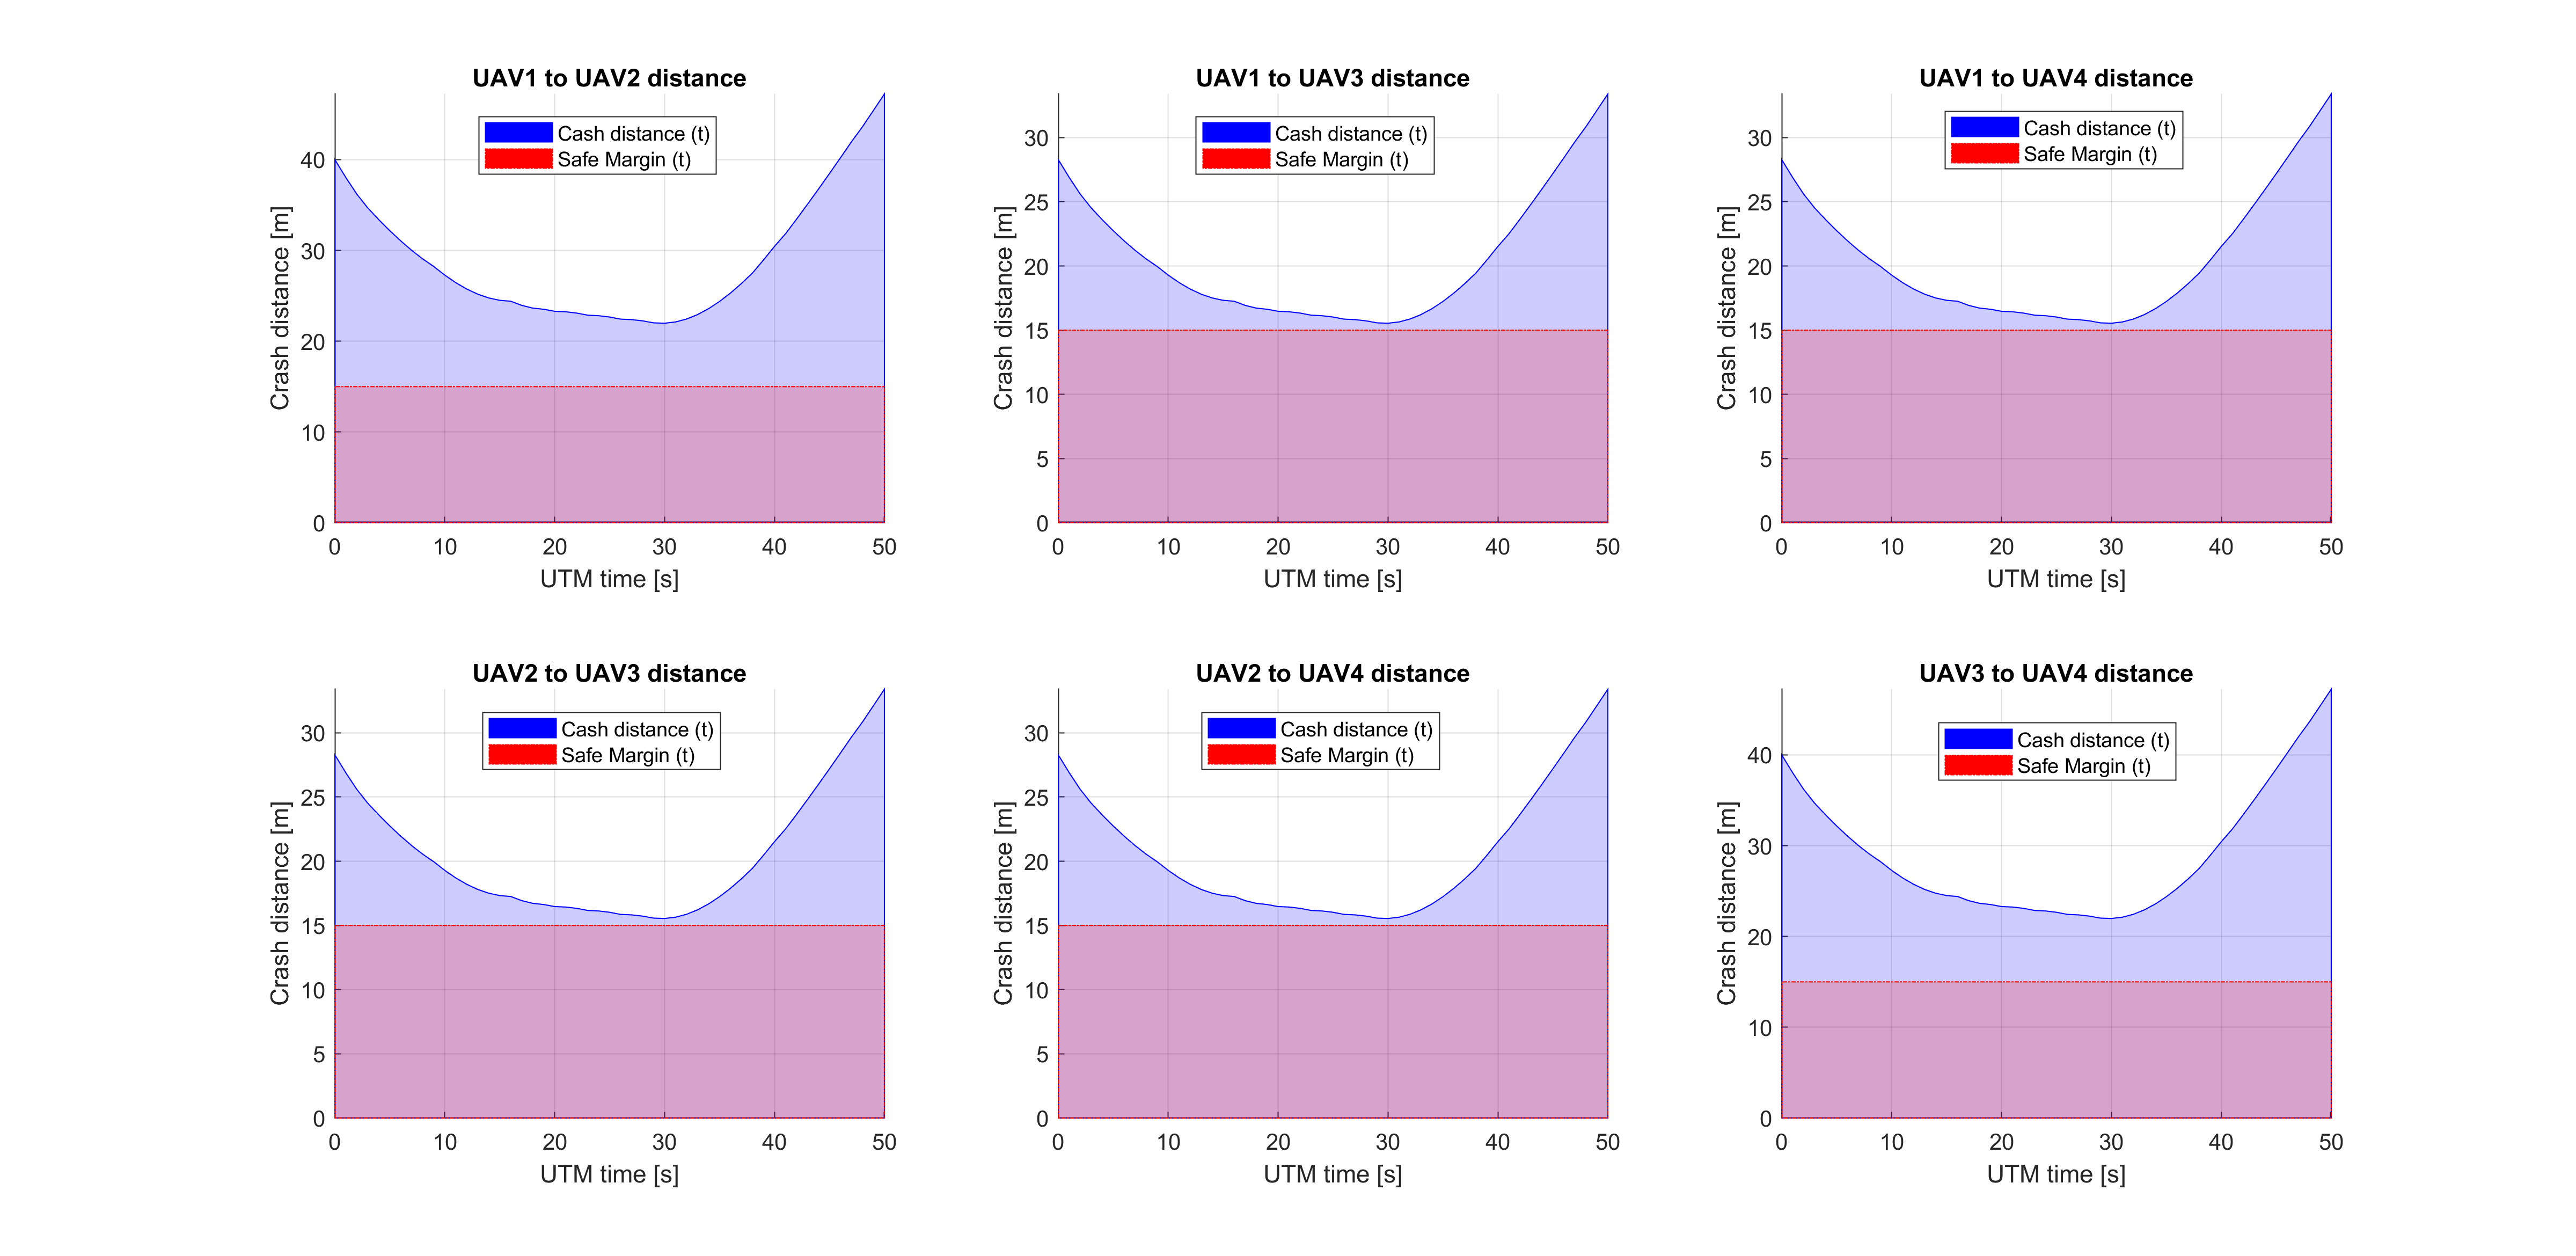 UAV1 to UAV2 distance
Cash distance (t)
Safe Margin (t)
Crash distance [m]
40
30
20
10
0
0 10 20 30 40 50
UTM time [s]
UAV1 to UAV3 distance
Cash distance (t)
Safe Margin (t)
Crash distance [m]
30
25
20
15
10
5
0
0 10 20 30 40 50
UTM time [s]
UAV1 to UAV4 distance
Cash distance (t)
Safe Margin (t)
Crash distance [m]
30
25
20
15
10
5
0
0 10 20 30 40 50
UTM time [s]
UAV2 to UAV3 distance
Cash distance (t)
Safe Margin (t)
Crash distance [m]
30
25
20
15
10
5
0
0 10 20 30 40 50
UTM time [s]
UAV2 to UAV4 distance
Cash distance (t)
Safe Margin (t)
Crash distance [m]
30
25
20
15
10
5
0
0 10 20 30 40 50
UTM time [s]
UAV3 to UAV4 distance
Cash distance (t)
Safe Margin (t)
Crash distance [m]
40
30
20
10
0
0 10 20 30 40 50
UTM time [s]